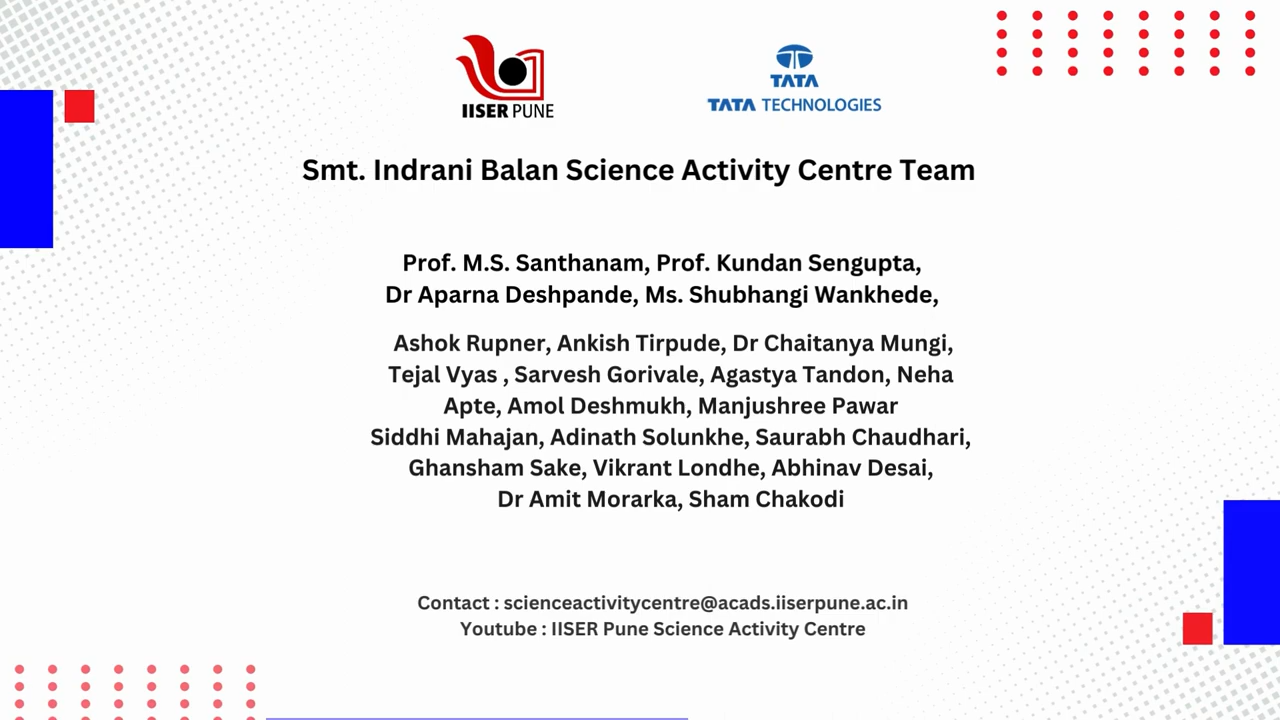 IISER PUNE
TATA
TATA TECHNOLOGIES
Smt. Indrani Balan Science Activity Centre Team
Prof. M.S. Santhanam, Prof. Kundan Sengupta,
Dr Aparna Deshpande, Ms. Shubhangi Wankhede,
Ashok Rupner, Ankish Tirpude, Dr Chaitanya Mungi,
Tejal Vyas , Sarvesh Gorivale, Agastya Tandon, Neha
Apte, Amol Deshmukh, Manjushree Pawar
Siddhi Mahajan, Adinath Solunkhe, Saurabh Chaudhari,
Ghansham Sake, Vikrant Londhe, Abhinav Desai,
Dr Amit Morarka, Sham Chakodi
Contact : scienceactivitycentre@acads.iiserpune.ac.in
Youtube : IISER Pune Science Activity Centre